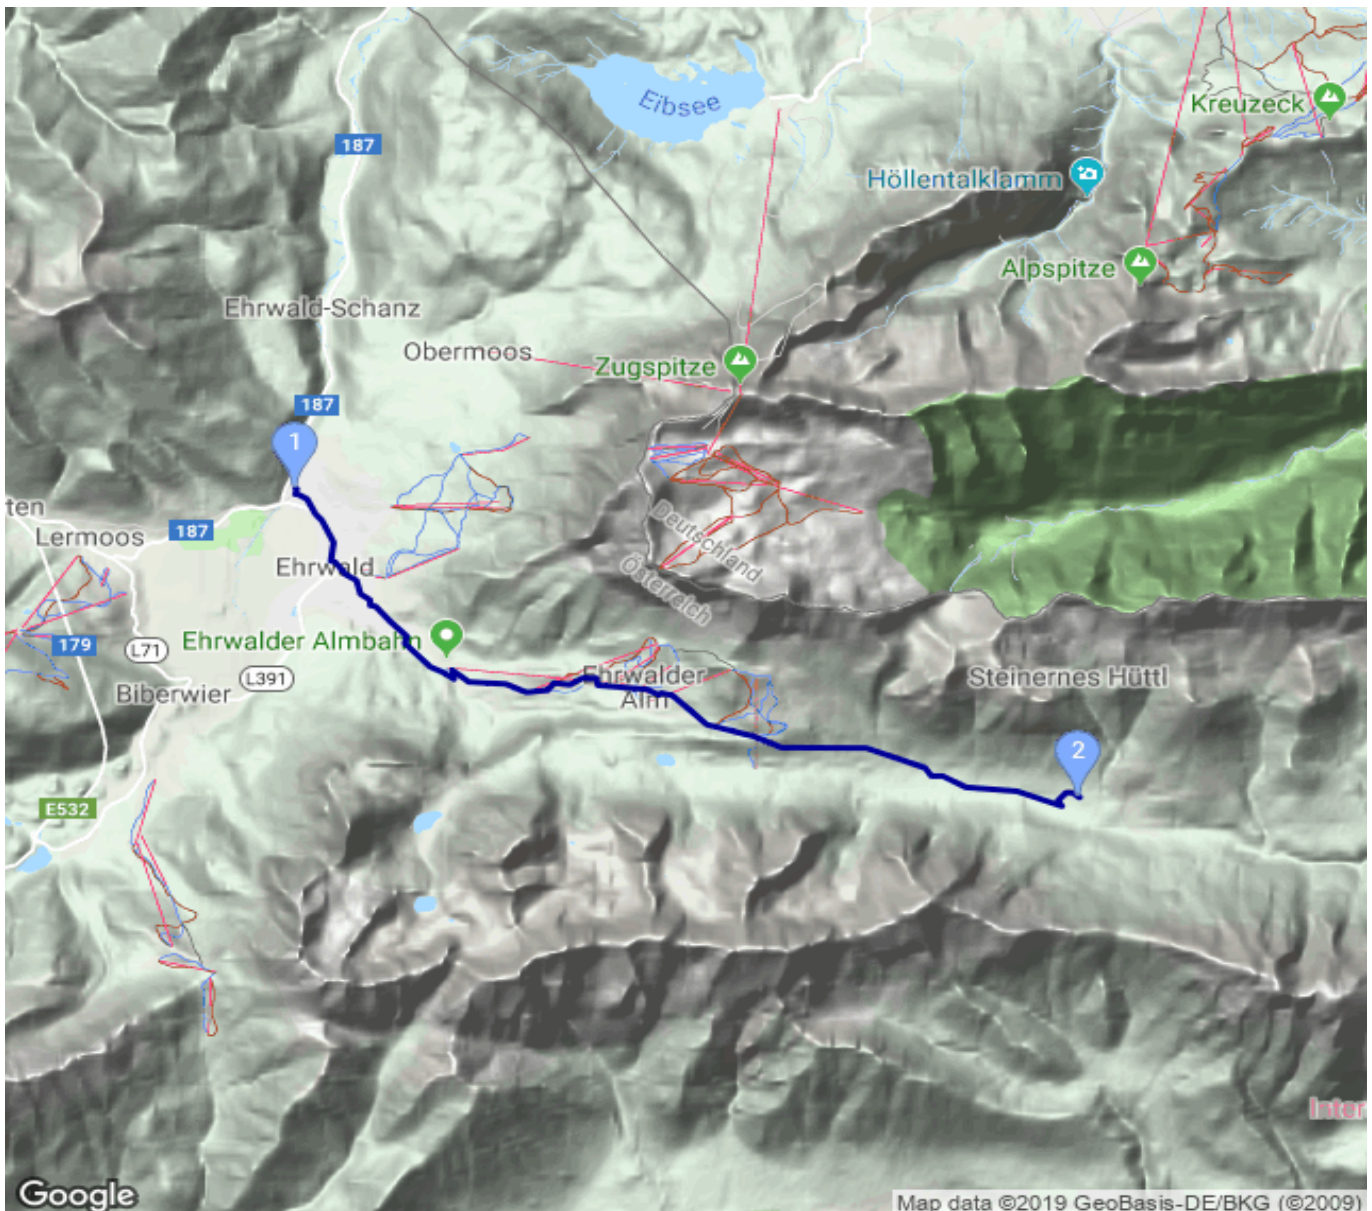 Eibsee
Kreuzeck
187
Höllentalklamm
Alpspitze
Ehrwald-Schanz
Obermoos
Zugspitze
187
1
ten
187
Lermoos
Deutschland
Österreich
Ehrwald
179
L71
Ehrwalder Almbahn
L391
Biberwier
Ehrwalder
Alm
Steinernes Hüttl
2
E532
Inter
Google
Map data ©2019 GeoBasis-DE/BKG (©2009)